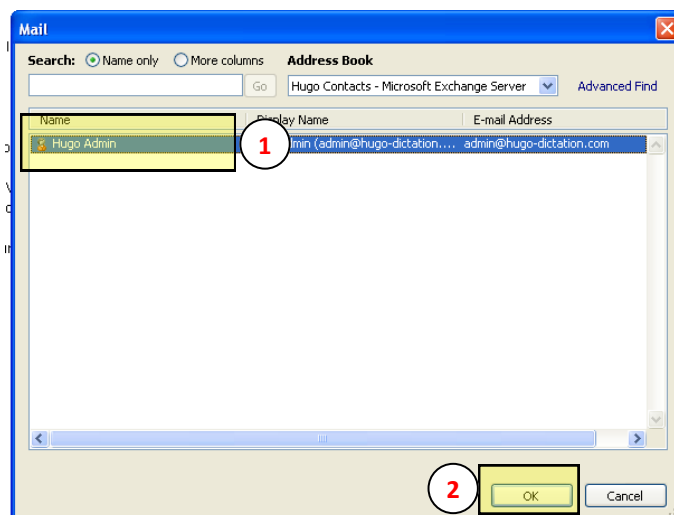 Mail
Search: Name only More columns Address Book
Go Hugo Contacts - Microsoft Exchange Server Advanced Find
Name Display Name E-mail Address
Hugo Admin 1 dmin (admin@hugo-dictation.... admin@hugo-dictation.com
2 OK Cancel